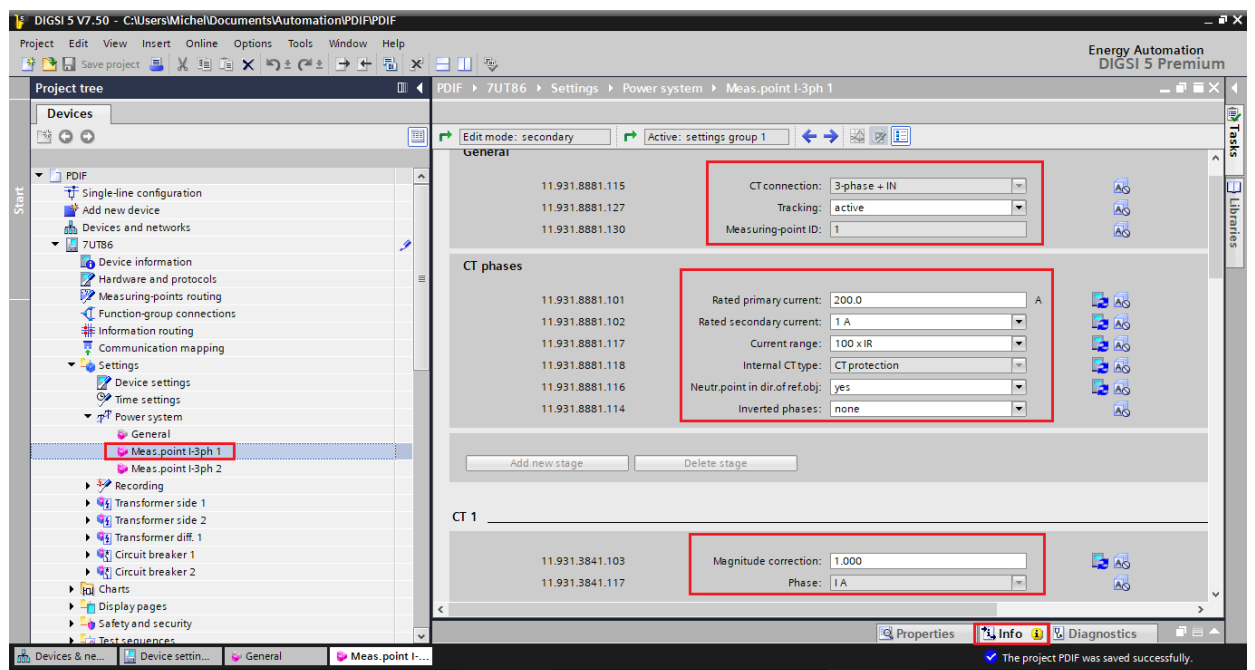 DIGSI 5 V7.50 - C:\Users\Michel\Documents\Automation\PDIF\PDIF
Project Edit View Insert Online Options Tools Window Help
Save project
Energy Automation
DIGSI 5 Premium
Project tree
PDIF ▸ 7UT86 ▸ Settings ▸ Power system ▸ Meas.point I-3ph 1
Devices
Start
PDIF
Single-line configuration
Add new device
Devices and networks
7UT86
Device information
Hardware and protocols
Measuring-points routing
Function-group connections
Information routing
Communication mapping
Settings
Device settings
Time settings
Power system
General
Meas.point I-3ph 1
Meas.point I-3ph 2
Recording
Transformer side 1
Transformer side 2
Transformer diff. 1
Circuit breaker 1
Circuit breaker 2
Charts
Display pages
Safety and security
Test sequences
Edit mode: secondary Active: settings group 1
General
11.931.8881.115 CT connection: 3-phase + IN
11.931.8881.127 Tracking: active
11.931.8881.130 Measuring-point ID: 1
CT phases
11.931.8881.101 Rated primary current: 200.0 A
11.931.8881.102 Rated secondary current: 1 A
11.931.8881.117 Current range: 100 x IR
11.931.8881.118 Internal CT type: CT protection
11.931.8881.116 Neutr.point in dir.of ref.obj: yes
11.931.8881.114 Inverted phases: none
Add new stage Delete stage
CT 1
11.931.3841.103 Magnitude correction: 1.000
11.931.3841.117 Phase: I A
Properties Info Diagnostics
Tasks
Libraries
Devices & ne... Device settin... General Meas.point I-... The project PDIF was saved successfully.